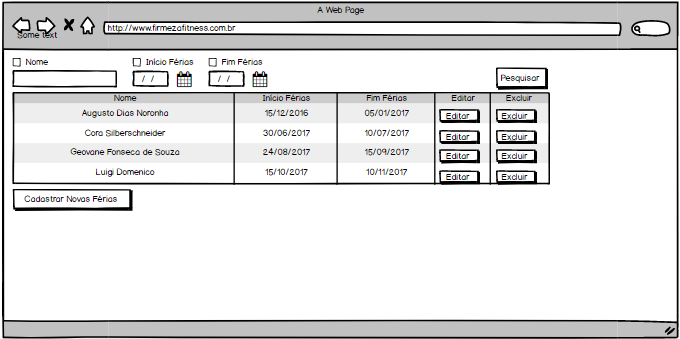 A Web Page
Some text
http://www.firmezafitness.com.br
Nome Início Férias Fim Férias
/ / / / Pesquisar
Nome Início Férias Fim Férias Editar Excluir
Augusto Dias Noronha 15/12/2016 05/01/2017 Editar Excluir
Cora Silberschneider 30/06/2017 10/07/2017 Editar Excluir
Geovane Fonseca de Souza 24/08/2017 15/09/2017 Editar Excluir
Luigi Domenico 15/10/2017 10/11/2017 Editar Excluir
Cadastrar Novas Férias